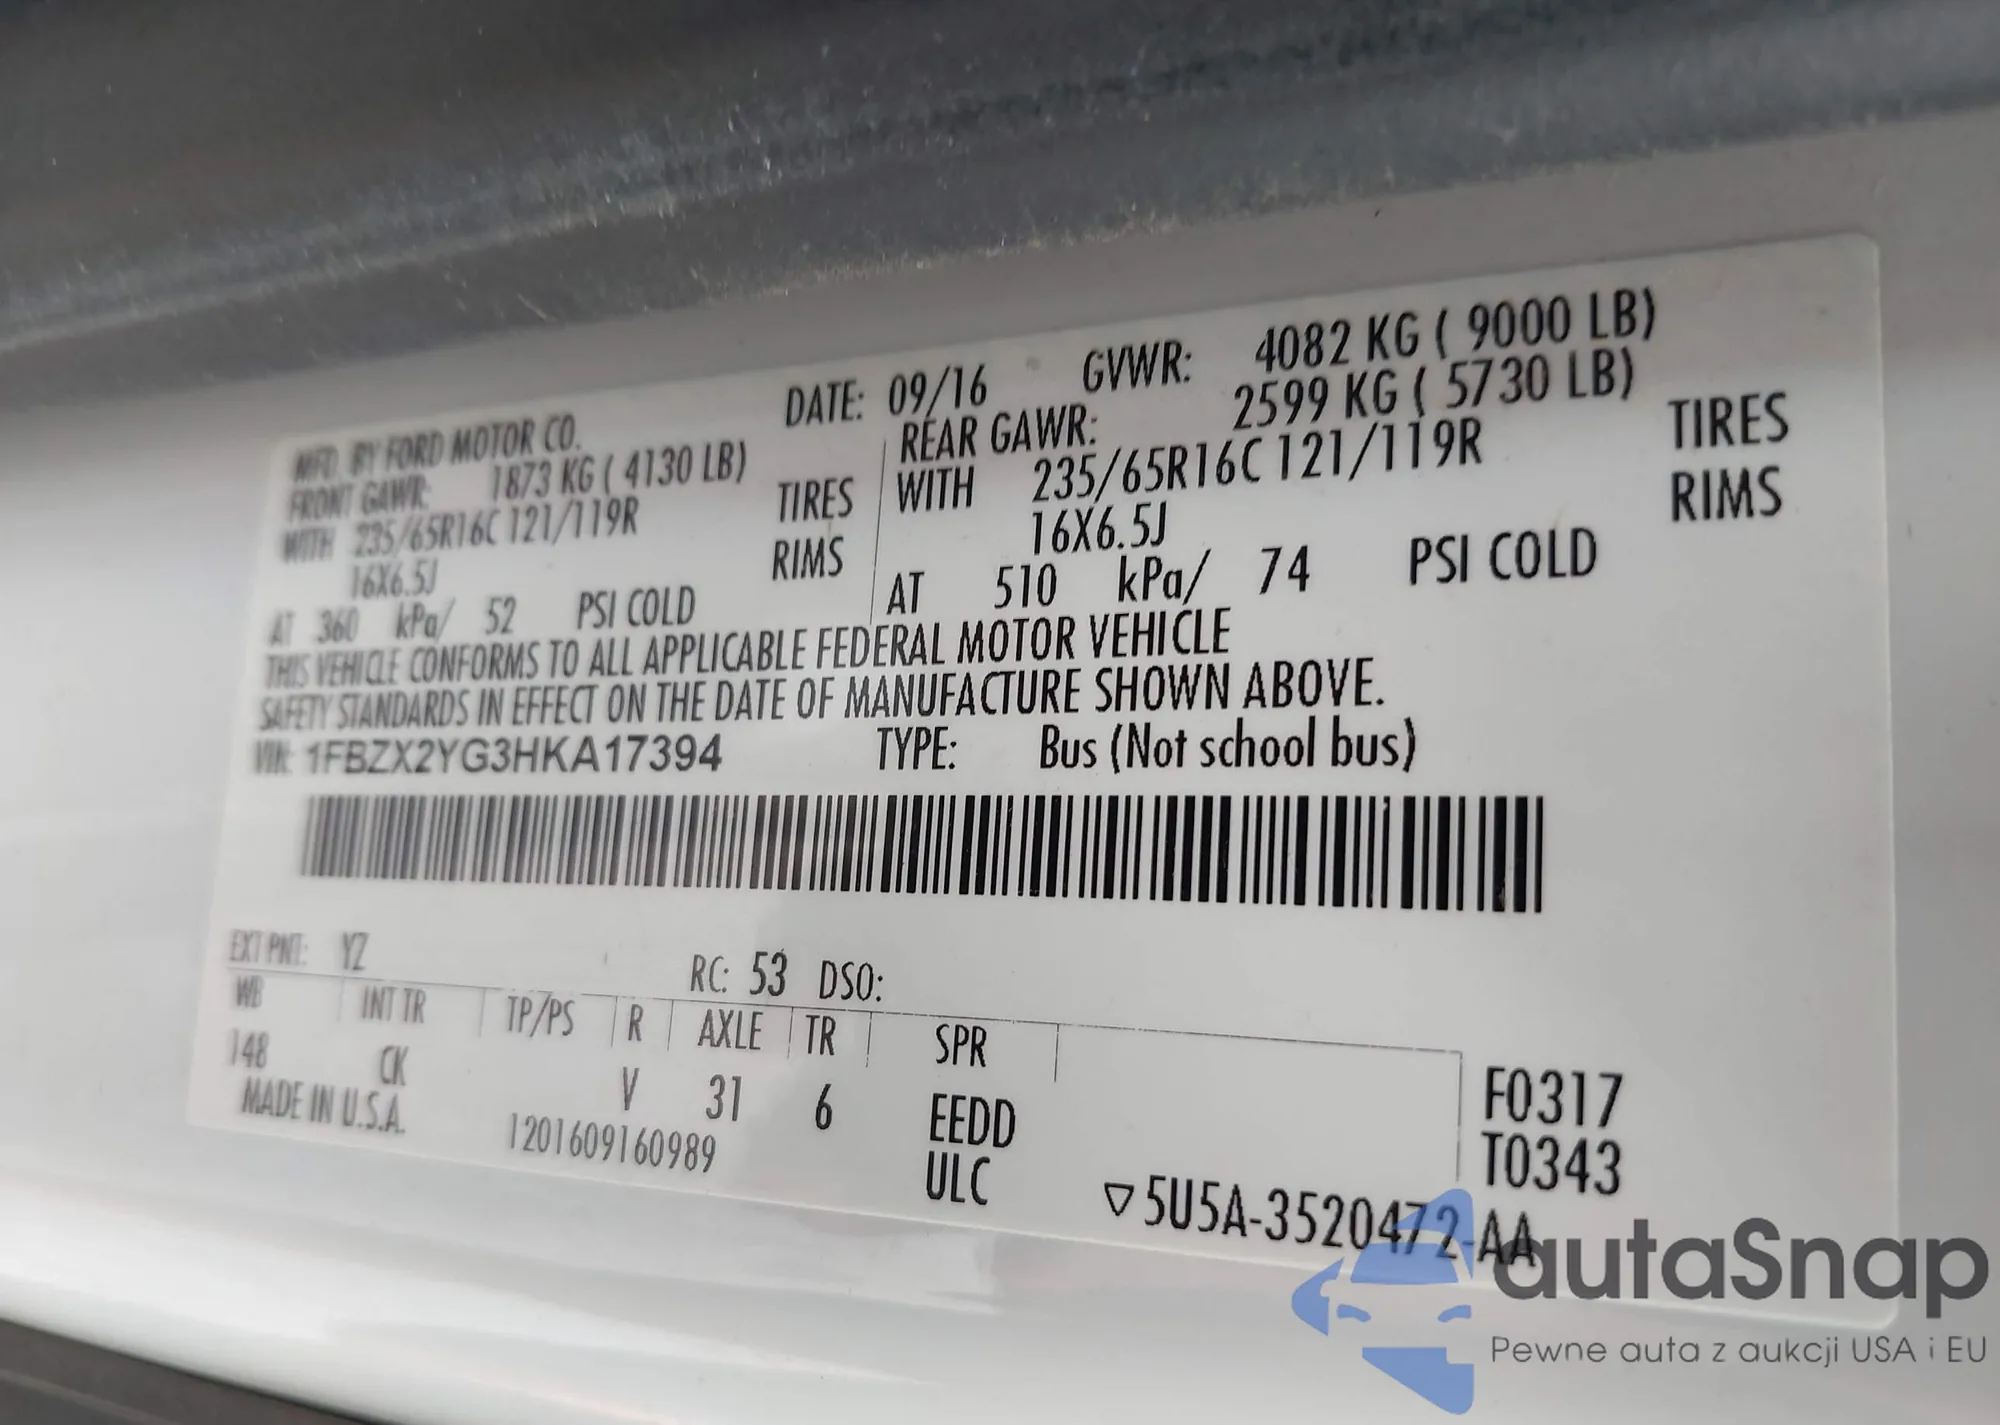 MFD. BY FORD MOTOR CO. DATE: 09/16 GVWR: 4082 KG ( 9000 LB)
FRONT GAWR: 1873 KG ( 4130 LB) REAR GAWR: 2599 KG ( 5730 LB)
WITH 235/65R16C 121/119R TIRES WITH 235/65R16C 121/119R TIRES
16X6.5J RIMS 16X6.5J RIMS
AT 360 kPa/ 52 PSI COLD AT 510 kPa/ 74 PSI COLD
THIS VEHICLE CONFORMS TO ALL APPLICABLE FEDERAL MOTOR VEHICLE
SAFETY STANDARDS IN EFFECT ON THE DATE OF MANUFACTURE SHOWN ABOVE.
VIN: 1FBZX2YG3HKA17394 TYPE: Bus (Not school bus)
EXT PNT: YZ RC: 53 DSO:
WB INT TR TP/PS R AXLE TR SPR
148 CK V 31 6 EEDD F0317
MADE IN U.S.A. 1201609160989 ULC T0343
▽5U5A-3520472-AA
autaSnap
Pewne auta z aukcji USA i EU